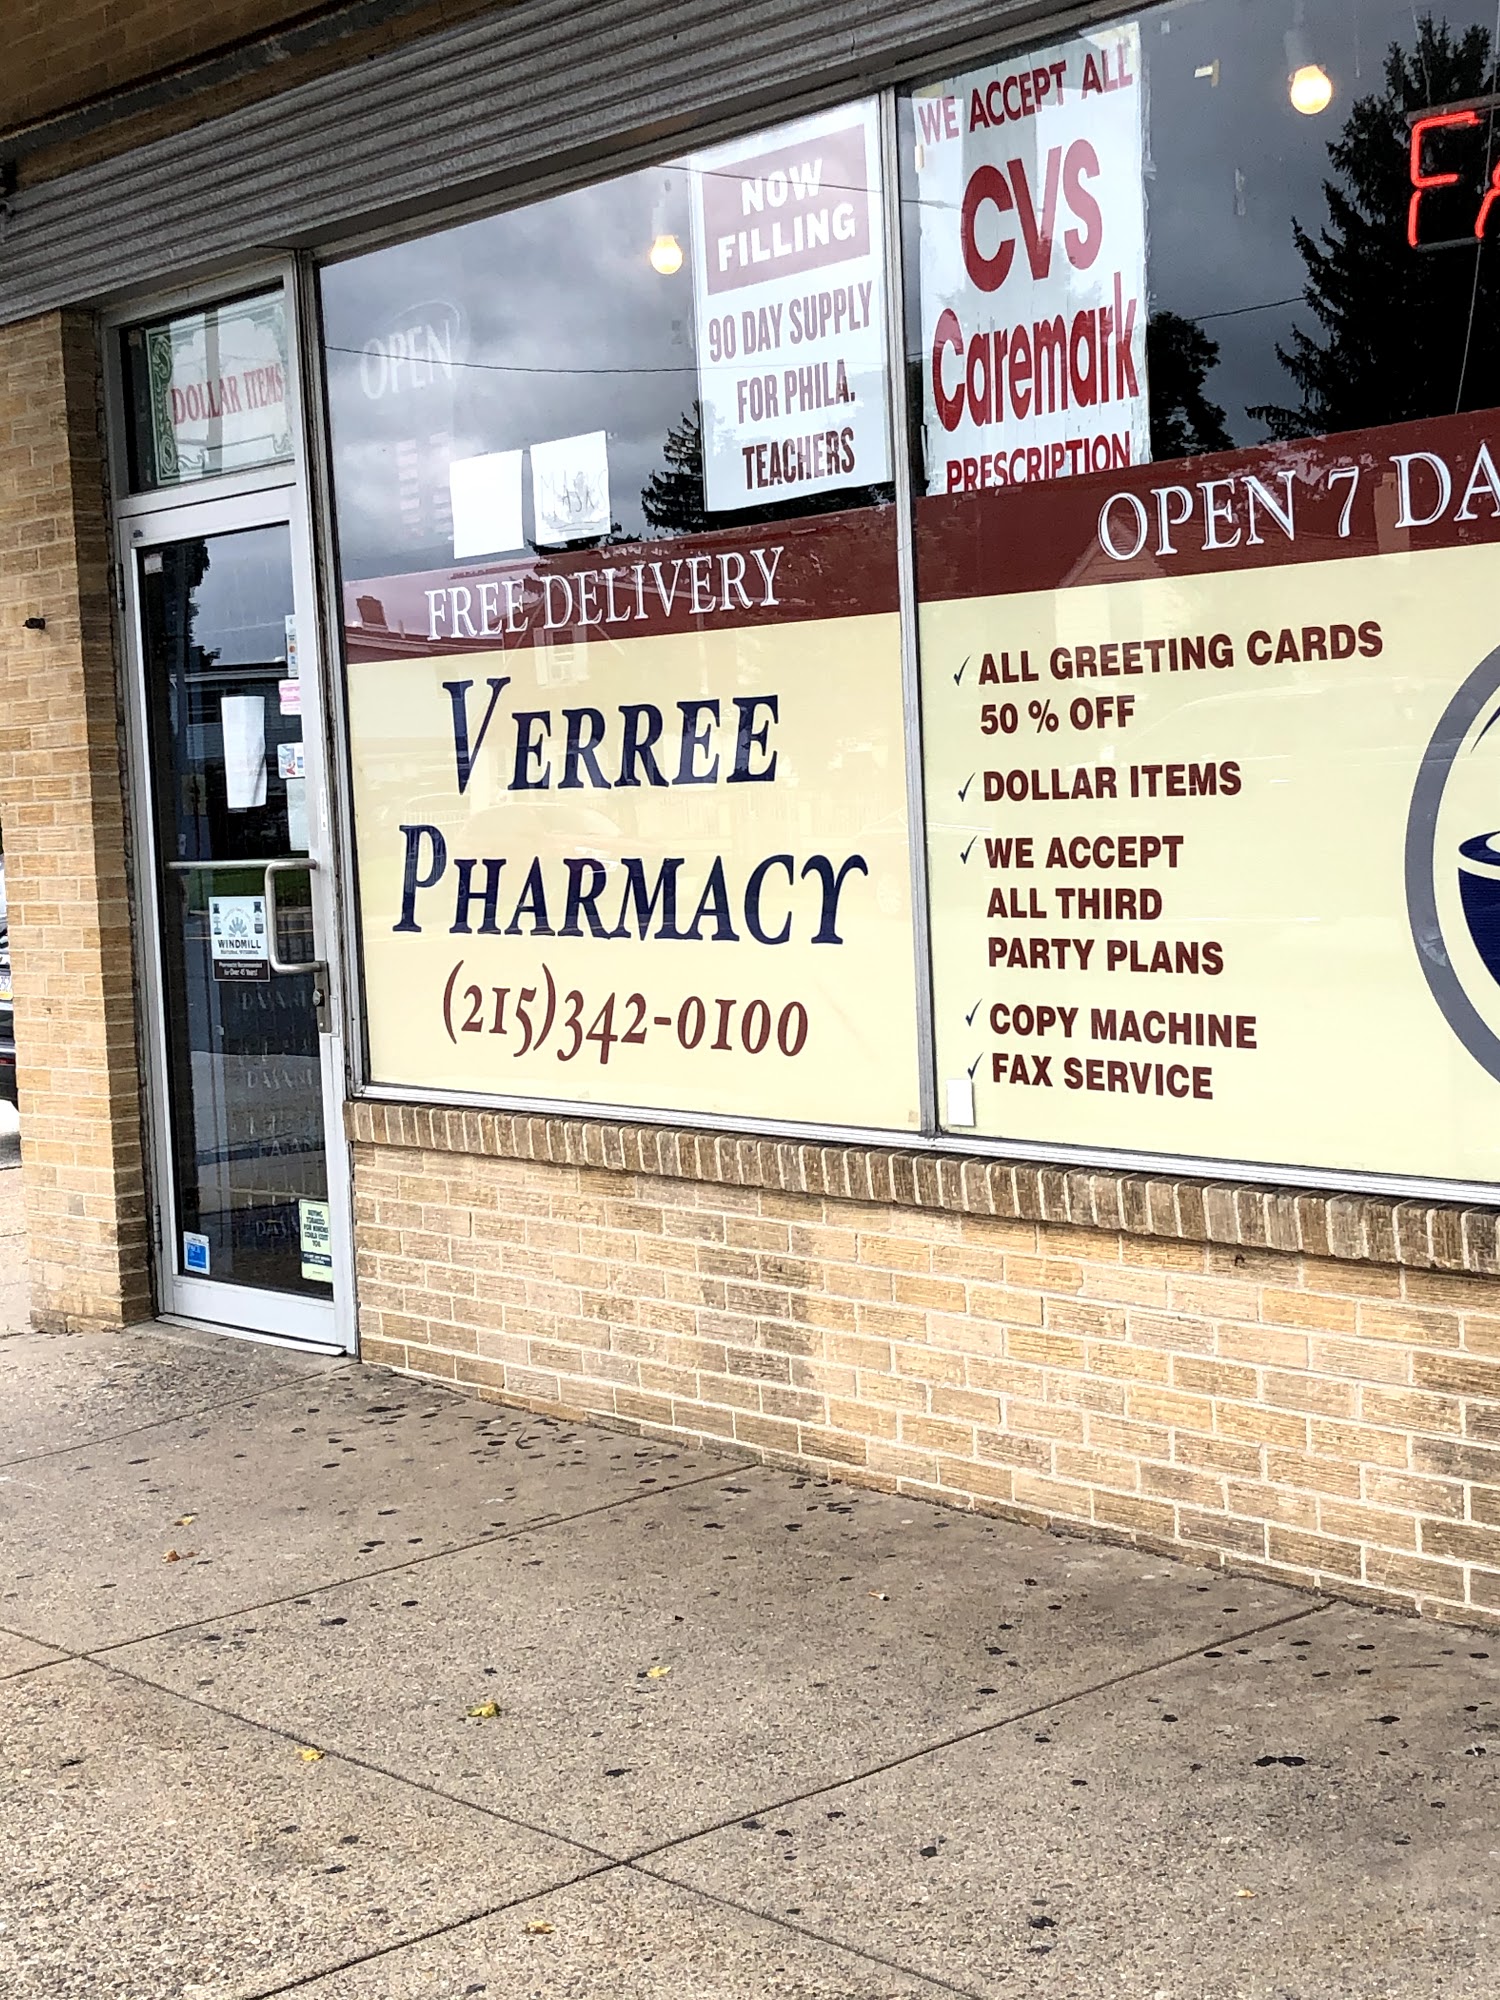 DOLLAR ITEMS
OPEN
NOW
FILLING
90 DAY SUPPLY
FOR PHILA.
TEACHERS
WE ACCEPT ALL
CVS
Caremark
PRESCRIPTION
FREE DELIVERY
VERREE
PHARMACY
(215)342-0100
OPEN 7 DA
✓ ALL GREETING CARDS
50 % OFF
✓ DOLLAR ITEMS
✓ WE ACCEPT
ALL THIRD
PARTY PLANS
✓ COPY MACHINE
✓ FAX SERVICE
WINDMILL